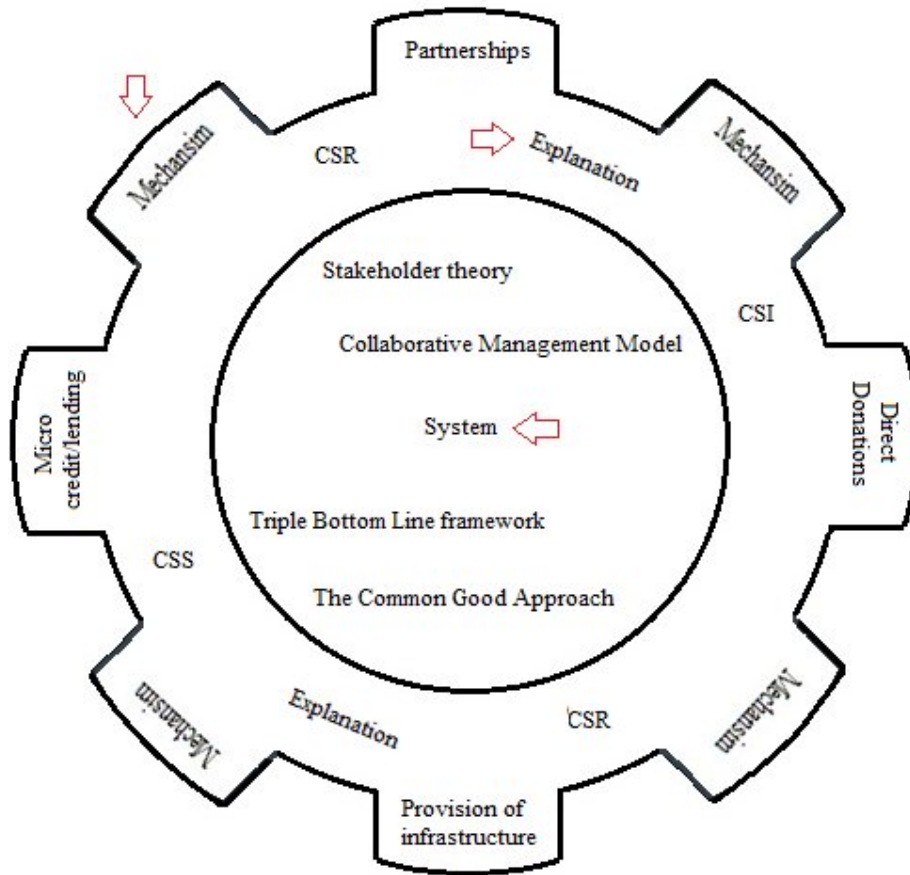 Partnerships
Mechansim
CSR
Explanation
Mechansim
Stakeholder theory
CSI
Collaborative Management Model
Micro
credit/lending
System
Direct
Donations
Triple Bottom Line framework
CSS
The Common Good Approach
Mechansim
Explanation
CSR
Mechansim
Provision of
infrastructure